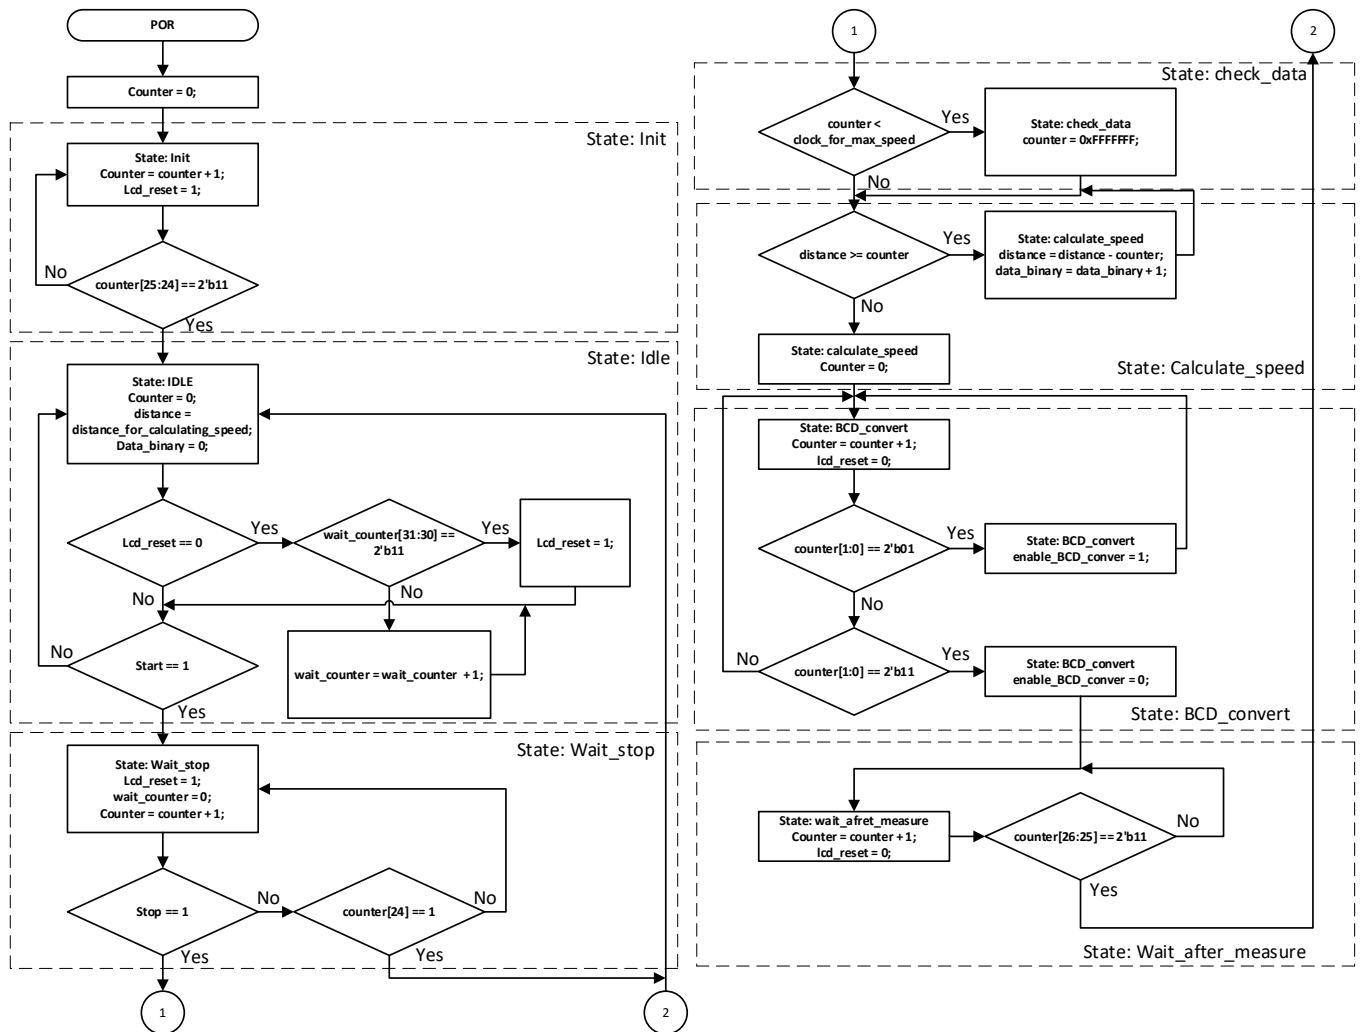 POR
Counter = 0;
State: Init
State: Init
Counter = counter + 1;
Lcd_reset = 1;
No
counter[25:24] == 2'b11
Yes
State: Idle
State: IDLE
Counter = 0;
distance =
distance_for_calculating_speed;
Data_binary = 0;
Lcd_reset == 0
Yes
wait_counter[31:30] ==
2'b11
Yes
Lcd_reset = 1;
No
No
wait_counter = wait_counter + 1;
No
Start == 1
Yes
State: Wait_stop
State: Wait_stop
Lcd_reset = 1;
wait_counter = 0;
Counter = counter + 1;
Stop == 1
No
counter[24] == 1
No
Yes
Yes
1
2
1
2
State: check_data
counter <
clock_for_max_speed
Yes
State: check_data
counter = 0xFFFFFFF;
No
distance >= counter
Yes
State: calculate_speed
distance = distance - counter;
data_binary = data_binary + 1;
No
State: calculate_speed
Counter = 0;
State: Calculate_speed
State: BCD_convert
Counter = counter + 1;
lcd_reset = 0;
counter[1:0] == 2'b01
Yes
State: BCD_convert
enable_BCD_conver = 1;
No
No
counter[1:0] == 2'b11
Yes
State: BCD_convert
enable_BCD_conver = 0;
State: BCD_convert
State: wait_afret_measure
Counter = counter + 1;
lcd_reset = 0;
counter[26:25] == 2'b11
No
Yes
State: Wait_after_measure